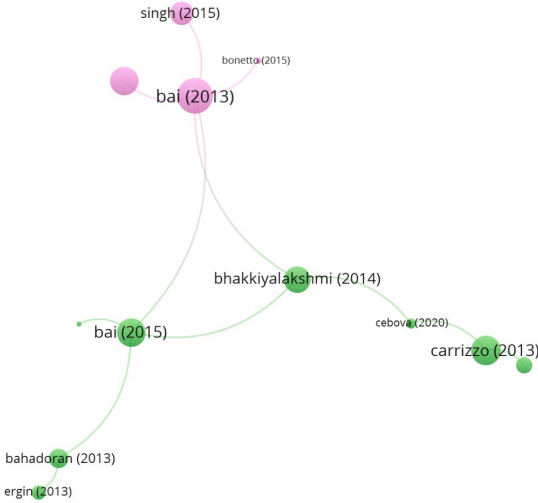 singh (2015)
bonetto (2015)
bai (2013)
bhakkiyalakshmi (2014)
cebova (2020)
bai (2015)
carrizzo (2013)
bahadoran (2013)
ergin (2013)